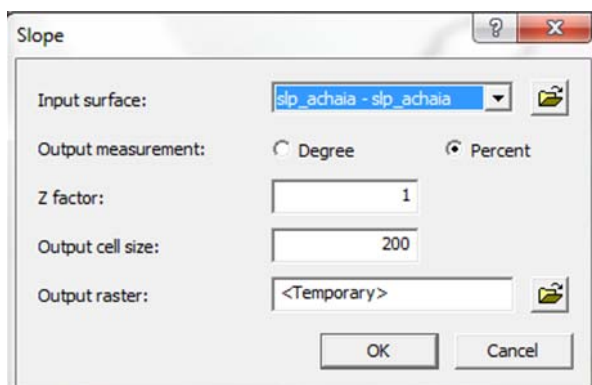 Slope
Input surface: slp_achaia - slp_achaia
Output measurement: Degree Percent
Z factor: 1
Output cell size: 200
Output raster: <Temporary>
OK Cancel